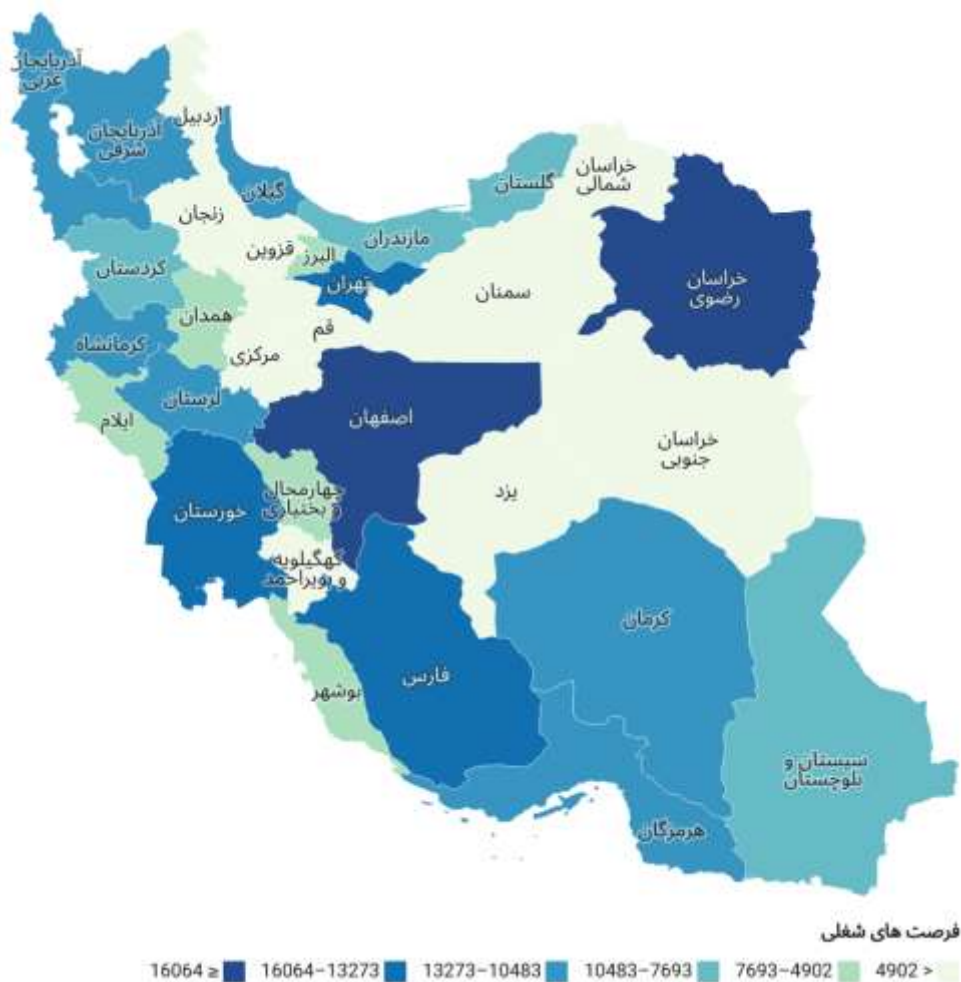 آذربایجان
غربی
آذربایجان
شرقی
اردبیل
گیلان
زنجان
قزوین
البرز
تهران
مازندران
گلستان
خراسان
شمالی
خراسان
رضوی
سمنان
کردستان
همدان
قم
مرکزی
کرمانشاه
لرستان
ایلام
اصفهان
خراسان
جنوبی
یزد
چهارمحال
و بختیاری
خوزستان
کهگیلویه
و بویراحمد
کرمان
فارس
بوشهر
سیستان و
بلوچستان
هرمزگان
فرصت های شغلی
16064 ≤ 16064–13273 13273–10483 10483–7693 7693–4902 4902 >